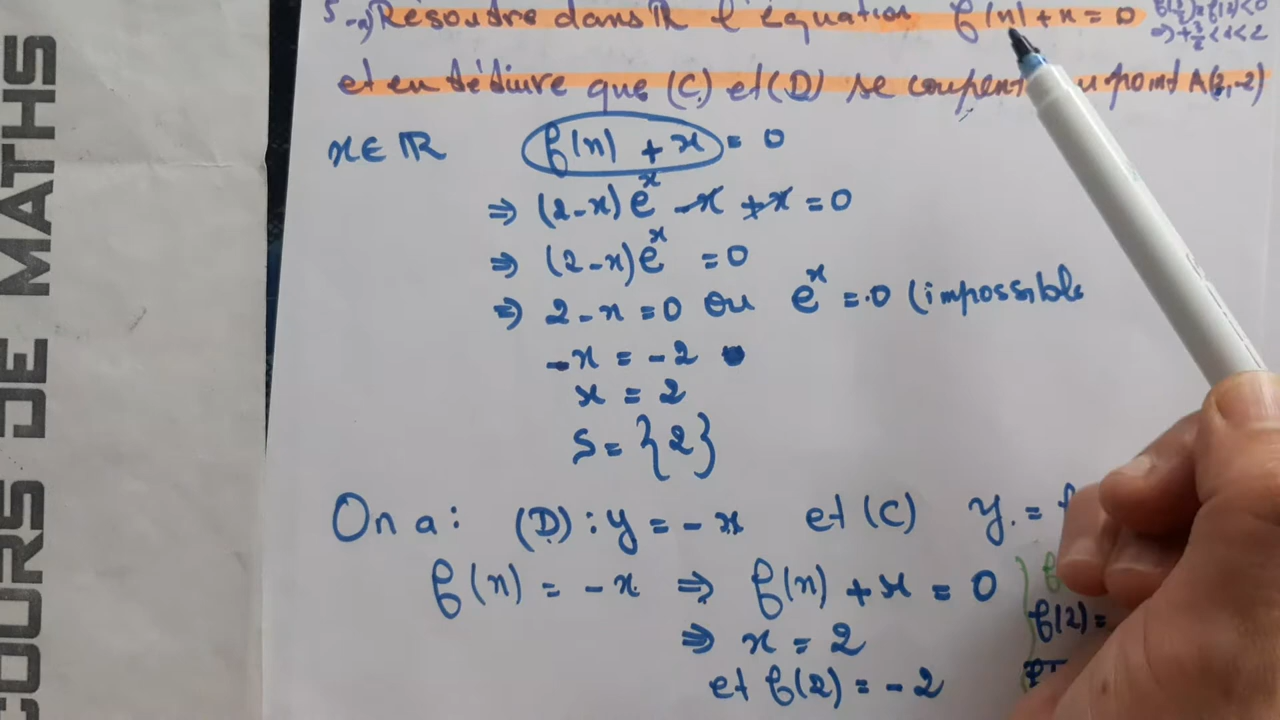 COURS DE MATHS
5-a) Résoudre dans ℝ l'équation f(x) + x = 0
et en déduire que (C) et (D) se coupent au point A(2,-2)
x ∈ ℝ f(x) + x = 0
⇒ (2-x)e^x - x + x = 0
⇒ (2-x)e^x = 0
⇒ 2-x = 0 ou e^x = 0 (impossible
-x = -2
x = 2
S = {2}
On a : (D) : y = -x et (C) y =
f(x) = -x ⇒ f(x) + x = 0
⇒ x = 2
et f(2) = -2
f(2) =